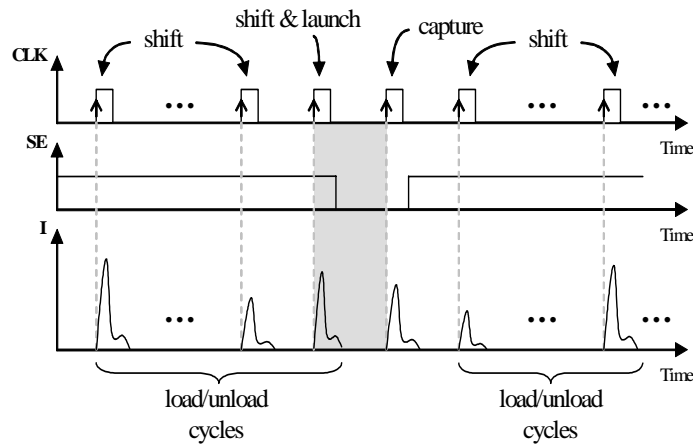 shift & launch
shift
capture
shift
CLK
•••
•••
•••
Time
SE
Time
I
•••
•••
•••
Time
load/unload
cycles
load/unload
cycles